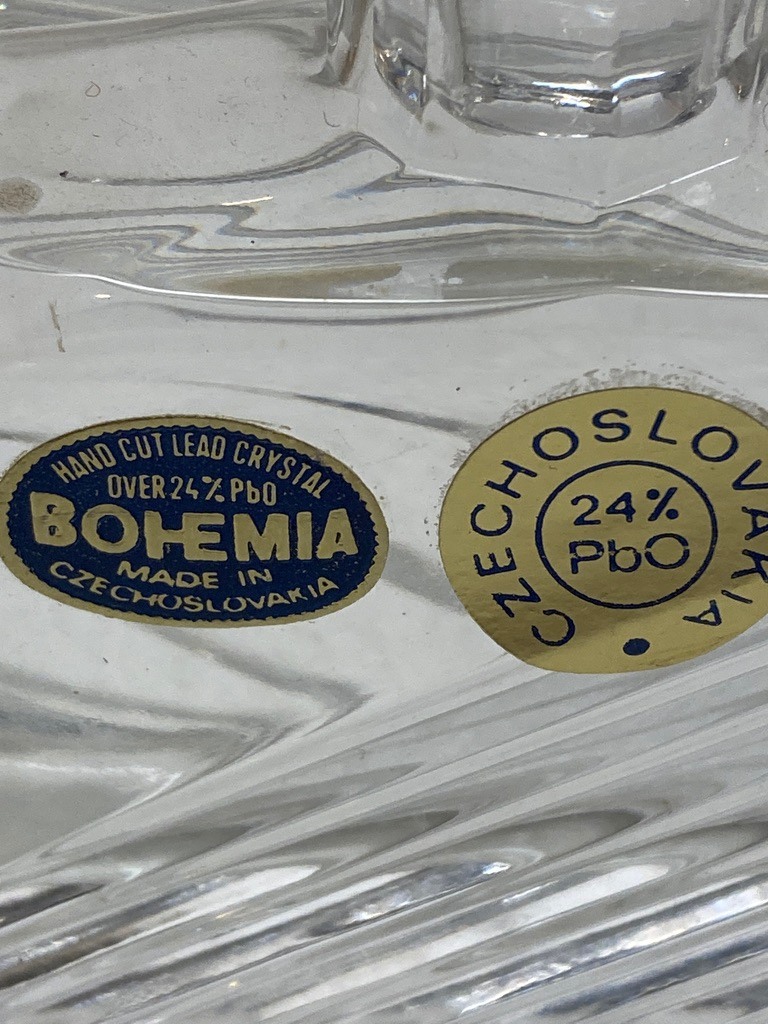 HAND CUT LEAD CRYSTAL
OVER 24% PbO
BOHEMIA
MADE IN
CZECHOSLOVAKIA
CZECHOSLOVAKIA
24%
PbO